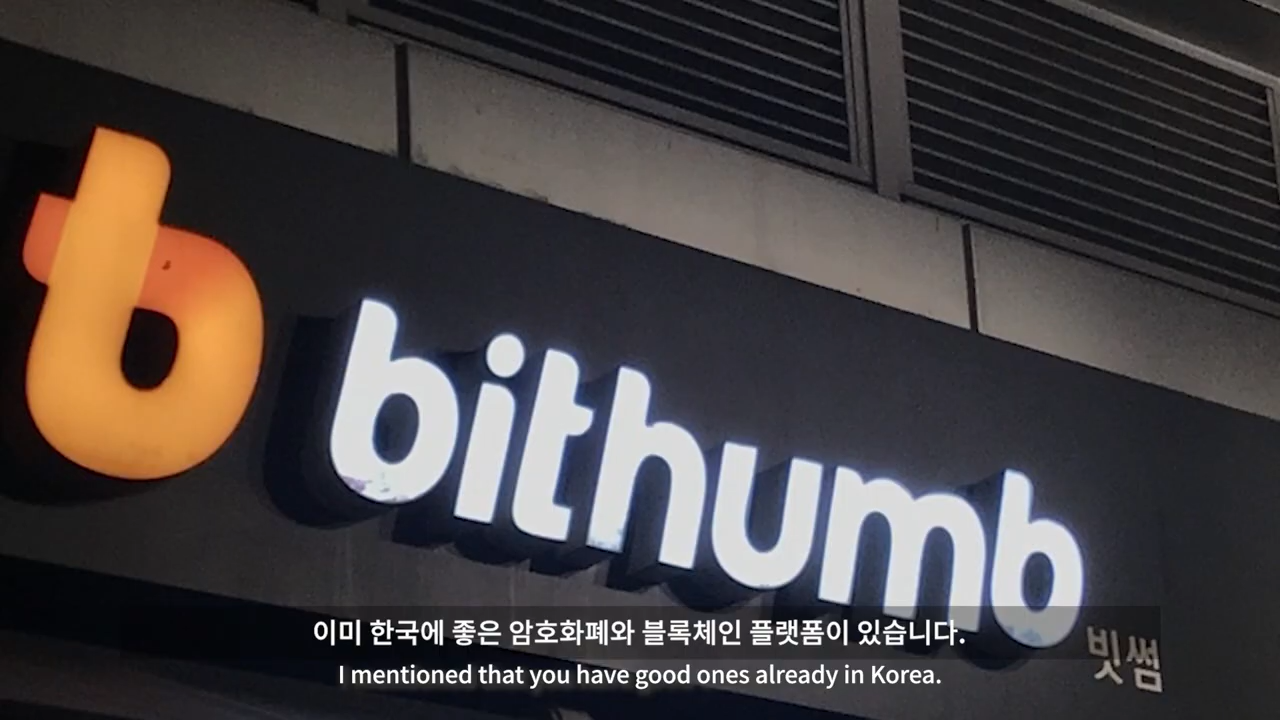 bithumb
빗썸
이미 한국에 좋은 암호화폐와 블록체인 플랫폼이 있습니다.
I mentioned that you have good ones already in Korea.